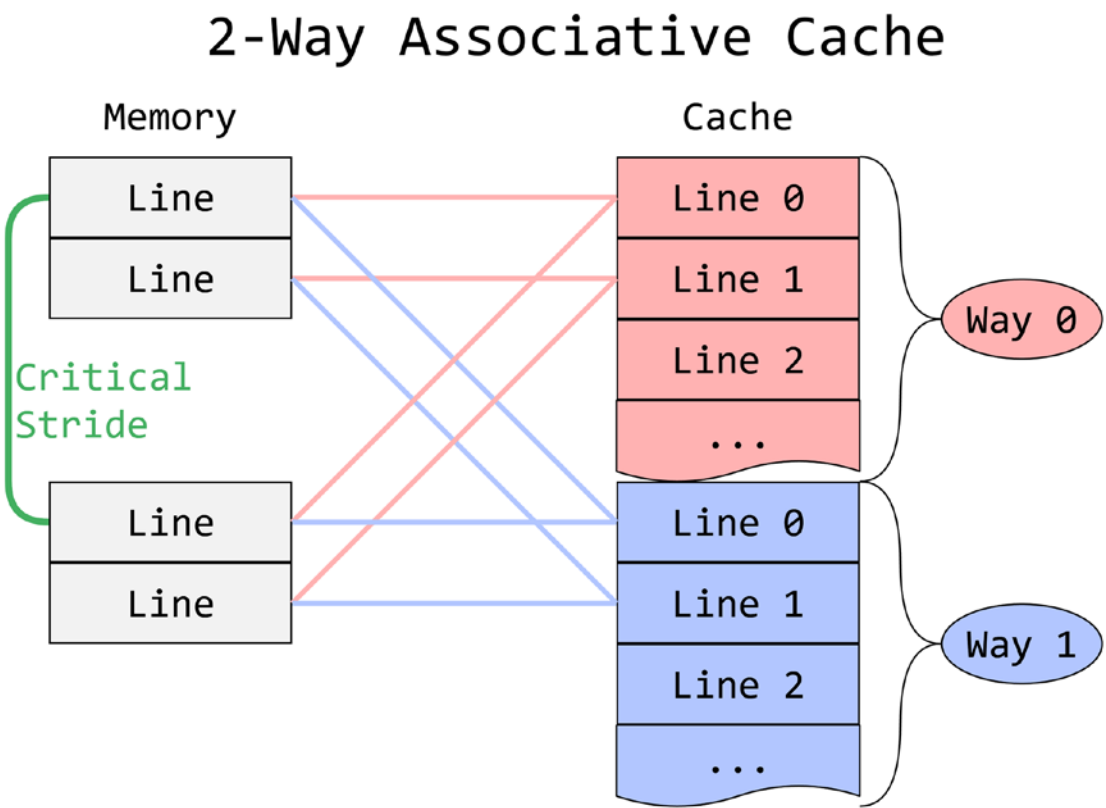 2-Way Associative Cache
Memory
Cache
Line
Line
Critical
Stride
Line
Line
Line 0
Line 1
Line 2
...
Way 0
Line 0
Line 1
Line 2
...
Way 1